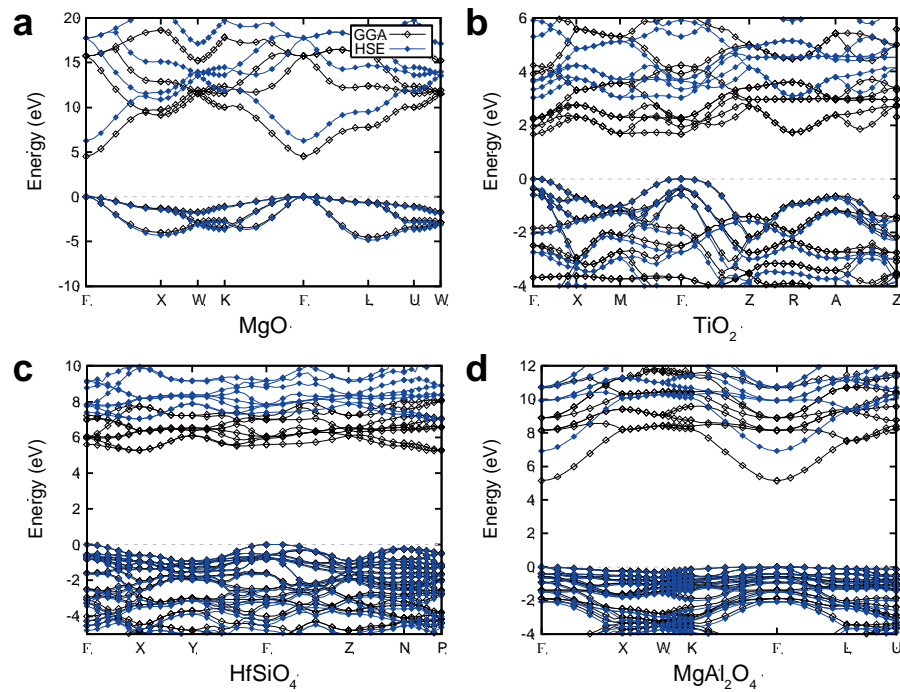 a
GGA
HSE
Energy (eV)
20
15
10
5
0
-5
-10
Γ X W K Γ L U W
MgO
b
Energy (eV)
6
4
2
0
-2
-4
Γ X M Γ Z R A Z
TiO2
c
Energy (eV)
10
8
6
4
2
0
-2
-4
Γ X Y Γ Z N P
HfSiO4
d
Energy (eV)
12
10
8
6
4
2
0
-2
-4
Γ X W K Γ L U
MgAl2O4